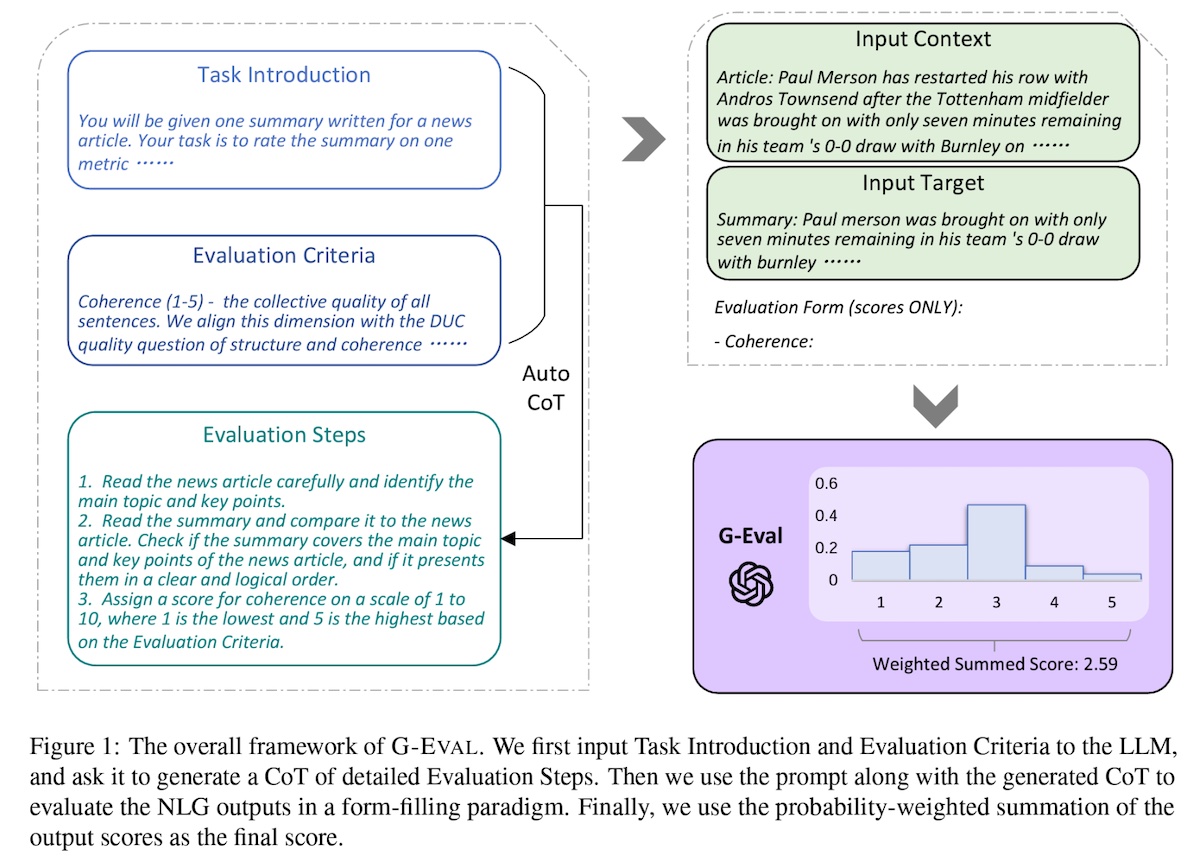 Task Introduction
You will be given one summary written for a news
article. Your task is to rate the summary on one
metric ······
Evaluation Criteria
Coherence (1-5) - the collective quality of all
sentences. We align this dimension with the DUC
quality question of structure and coherence ······
Auto
CoT
Evaluation Steps
1. Read the news article carefully and identify the
main topic and key points.
2. Read the summary and compare it to the news
article. Check if the summary covers the main topic
and key points of the news article, and if it presents
them in a clear and logical order.
3. Assign a score for coherence on a scale of 1 to
10, where 1 is the lowest and 5 is the highest based
on the Evaluation Criteria.
Input Context
Article: Paul Merson has restarted his row with
Andros Townsend after the Tottenham midfielder
was brought on with only seven minutes remaining
in his team 's 0-0 draw with Burnley on ······
Input Target
Summary: Paul merson was brought on with only
seven minutes remaining in his team 's 0-0 draw
with burnley ······
Evaluation Form (scores ONLY):
- Coherence:
G-Eval
0.6
0.4
0.2
0
1 2 3 4 5
Weighted Summed Score: 2.59
Figure 1: The overall framework of G-EVAL. We first input Task Introduction and Evaluation Criteria to the LLM,
and ask it to generate a CoT of detailed Evaluation Steps. Then we use the prompt along with the generated CoT to
evaluate the NLG outputs in a form-filling paradigm. Finally, we use the probability-weighted summation of the
output scores as the final score.